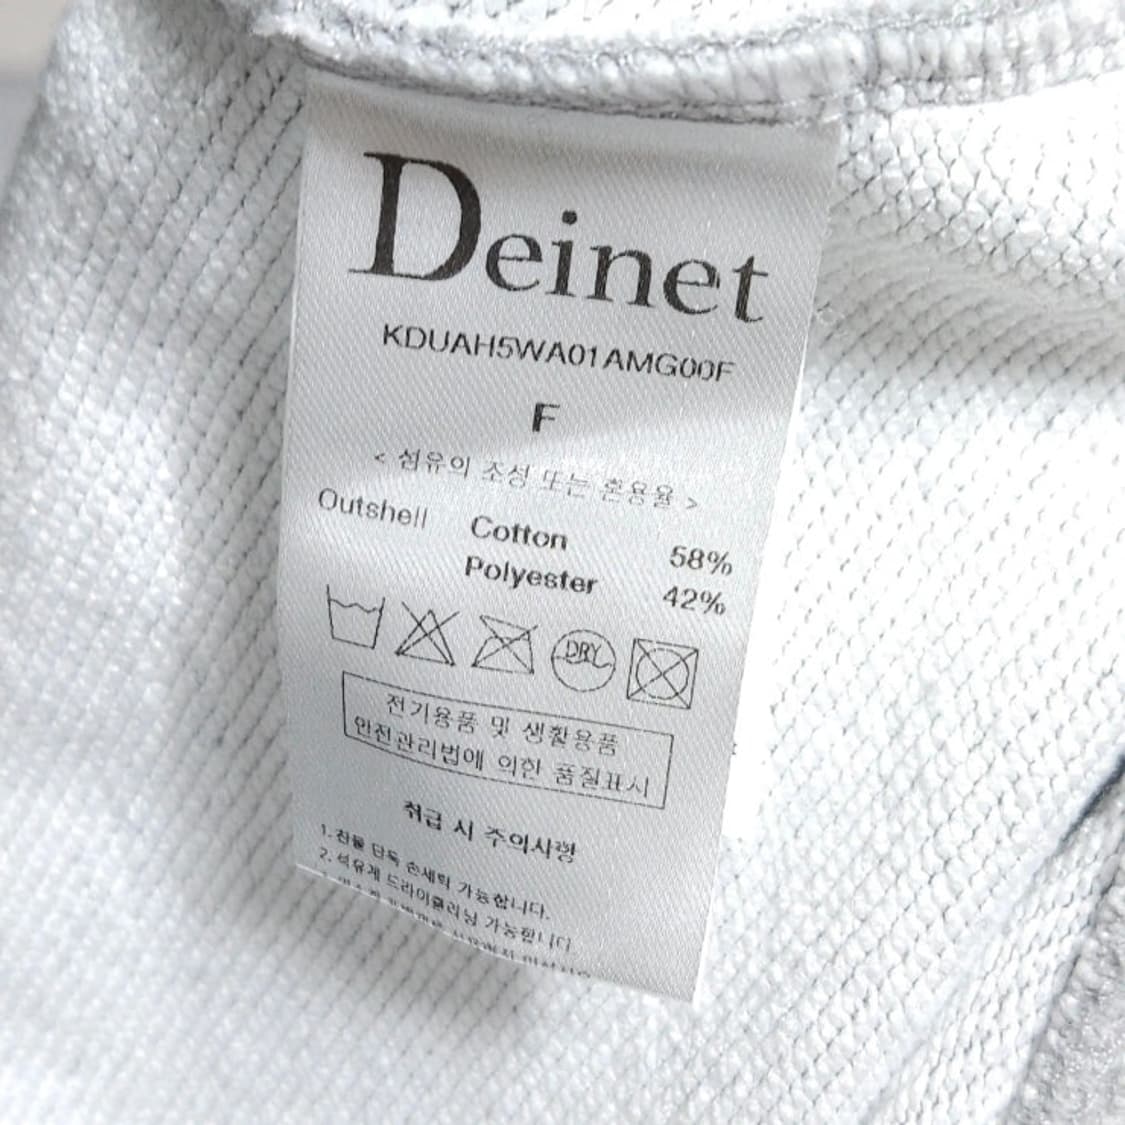 Deinet
KDUAH5WA01AMG00F
F
< 섬유의 조성 또는 혼용율 >
Outshell Cotton 58%
Polyester 42%
DRY
전기용품 및 생활용품
안전관리법에 의한 품질표시
취급 시 주의사항
1. 찬물 단독 손세탁 가능합니다.
2. 석유계 드라이클리닝 가능합니다.